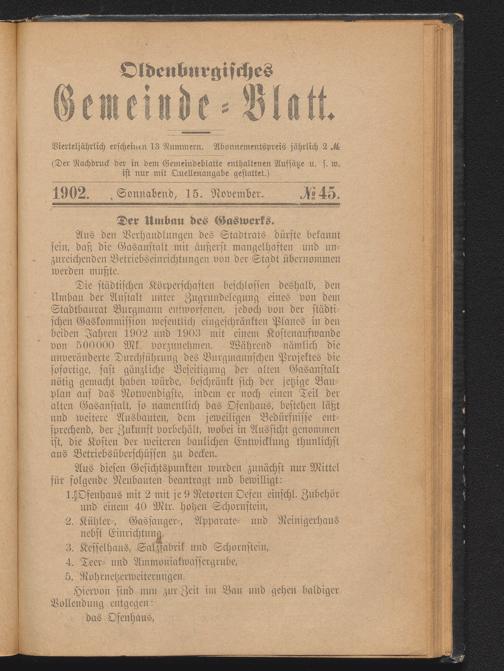 Oldenburgisches
Gemeinde-Blatt.
Vierteljährlich erscheinen 13 Nummern. Abonnementspreis jährlich 2 ℳ
(Der Nachdruck der in dem Gemeindeblatte enthaltenen Aufsätze u. s. w.
ist nur mit Quellenangabe gestattet.)
1902. Sonnabend, 15. November. № 45.
Der Umbau des Gaswerks.
Aus den Verhandlungen des Stadtrats dürfte bekannt
sein, daß die Gasanstalt mit äußerst mangelhaften und un-
zureichenden Betriebseinrichtungen von der Stadt übernommen
werden mußte.
Die städtischen Körperschaften beschlossen deshalb, den
Umbau der Anstalt unter Zugrundelegung eines von dem
Stadtbaurat Burgmann entworfenen, jedoch von der städti-
schen Gaskommission wesentlich eingeschränkten Planes in den
beiden Jahren 1902 und 1903 mit einem Kostenaufwande
von 500000 Mk. vorzunehmen. Während nämlich die
unveränderte Durchführung des Burgmannschen Projektes die
sofortige, fast gänzliche Beseitigung der alten Gasanstalt
nötig gemacht haben würde, beschränkt sich der jetzige Bau-
plan auf das Notwendigste, indem er noch einen Teil der
alten Gasanstalt, so namentlich das Ofenhaus, bestehen läßt
und weitere Ausbauten, dem jeweiligen Bedürfnisse ent-
sprechend, der Zukunft vorbehält, wobei in Aussicht genommen
ist, die Kosten der weiteren baulichen Entwicklung thunlichst
aus Betriebsüberschüssen zu decken.
Aus diesen Gesichtspunkten wurden zunächst nur Mittel
für folgende Neubauten beantragt und bewilligt:
1. Ofenhaus mit 2 mit je 9 Retorten Oefen einschl. Zubehör
und einem 40 Mtr. hohen Schornstein,
2. Kühler-, Gassauger-, Apparate- und Reinigerhaus
nebst Einrichtung,
3. Kesselhaus, Salzfabrik und Schornstein,
4. Teer- und Ammoniakwassergrube,
5. Rohrnetzerweiterungen.
Hiervon sind nun zur Zeit im Bau und gehen baldiger
Vollendung entgegen:
das Ofenhaus,